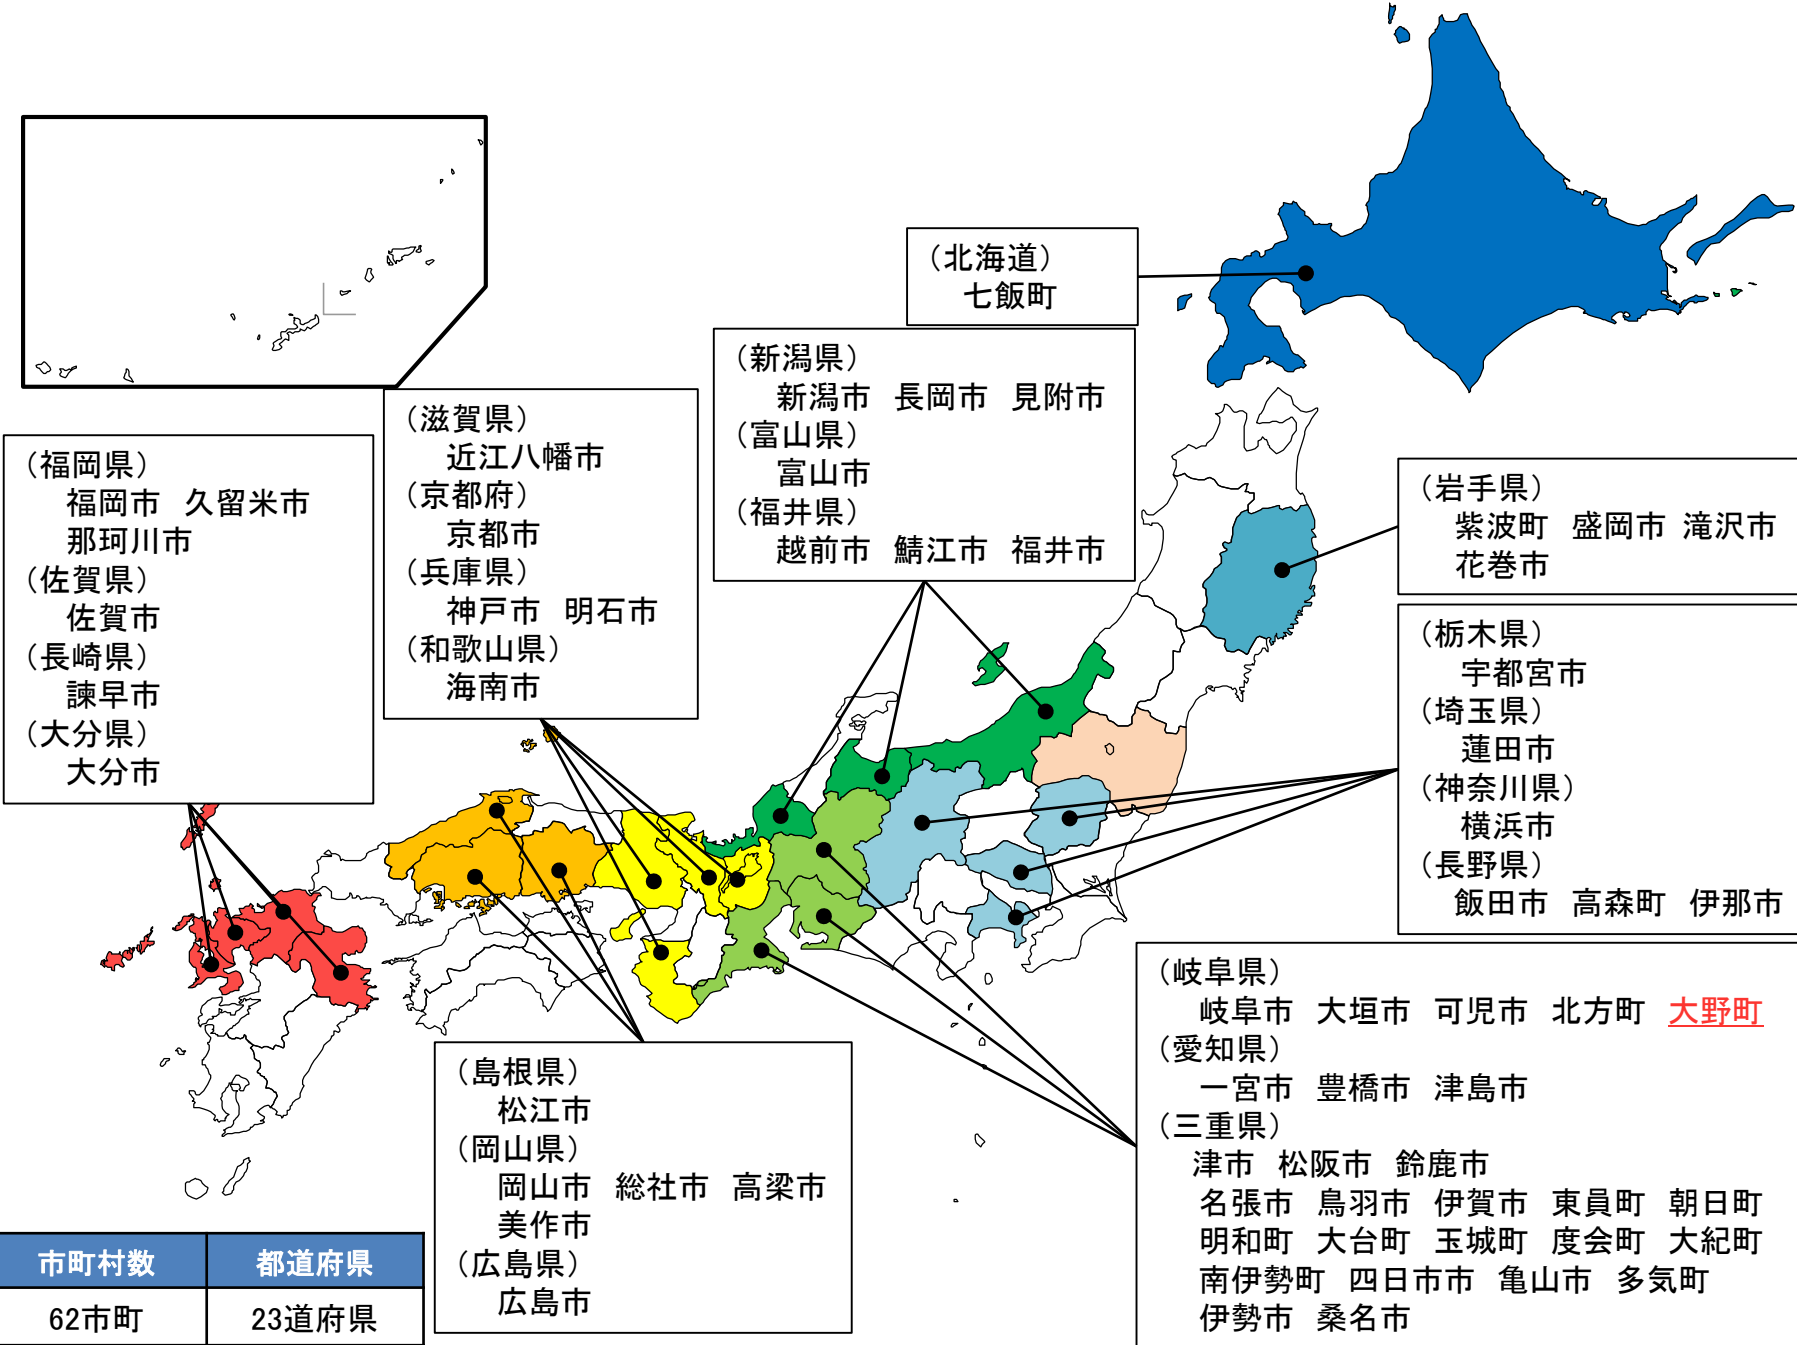 （北海道）
七飯町
（新潟県）
新潟市　長岡市　見附市
（富山県）
富山市
（福井県）
越前市　鯖江市　福井市
（滋賀県）
近江八幡市
（京都府）
京都市
（兵庫県）
神戸市　明石市
（和歌山県）
海南市
（福岡県）
福岡市　久留米市
那珂川市
（佐賀県）
佐賀市
（長崎県）
諫早市
（大分県）
大分市
（岩手県）
紫波町　盛岡市　滝沢市
花巻市
（栃木県）
宇都宮市
（埼玉県）
蓮田市
（神奈川県）
横浜市
（長野県）
飯田市　高森町　伊那市
（岐阜県）
岐阜市　大垣市　可児市　北方町　大野町
（愛知県）
一宮市　豊橋市　津島市
（三重県）
津市　松阪市　鈴鹿市
名張市　鳥羽市　伊賀市　東員町　朝日町
明和町　大台町　玉城町　度会町　大紀町
南伊勢町　四日市市　亀山市　多気町
伊勢市　桑名市
（島根県）
松江市
（岡山県）
岡山市　総社市　高梁市
美作市
（広島県）
広島市
市町村数　都道府県
62市町　23道府県